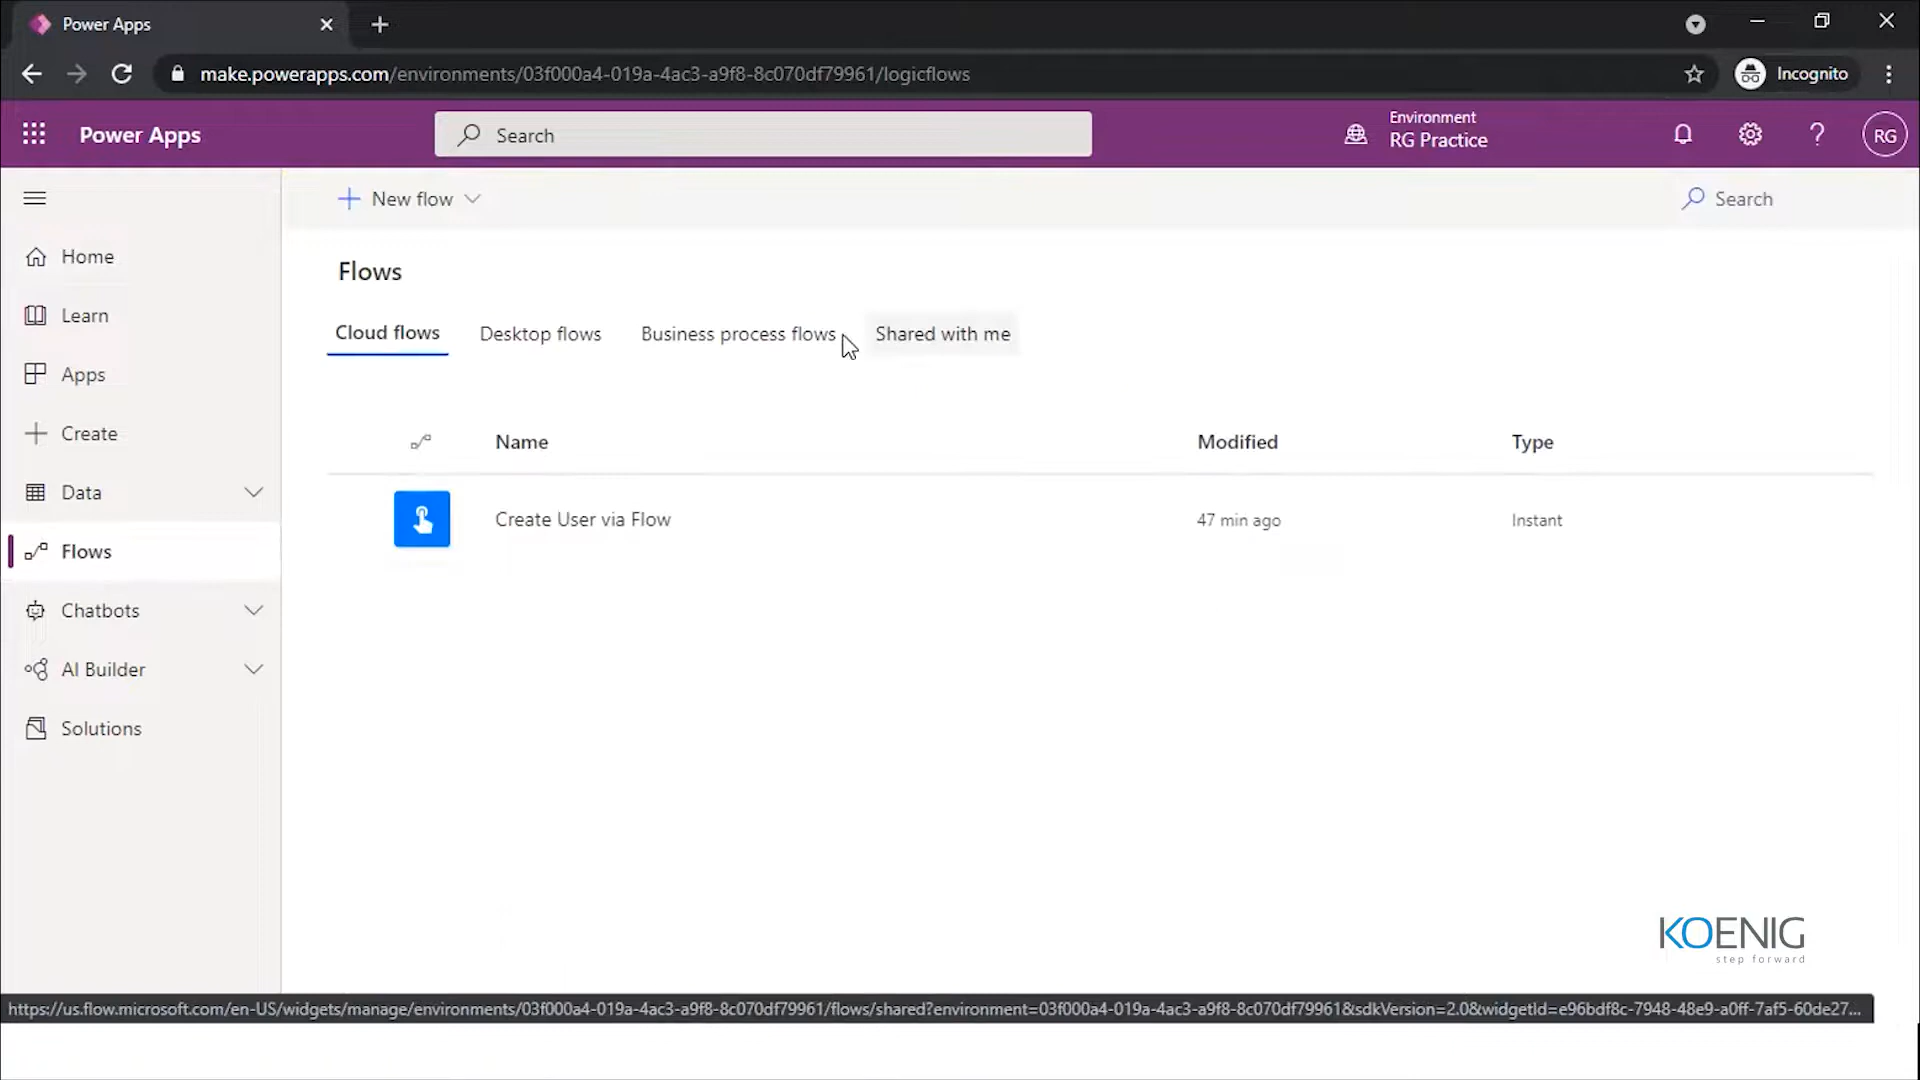 Power Apps
make.powerapps.com/environments/03f000a4-019a-4ac3-a9f8-8c070df79961/logicflows
Incognito
Power Apps
Search
Environment
RG Practice
RG
New flow
Search
Home
Learn
Apps
Create
Data
Flows
Chatbots
AI Builder
Solutions
Flows
Cloud flows
Desktop flows
Business process flows
Shared with me
Name
Modified
Type
Create User via Flow
47 min ago
Instant
KOENIG
step forward
https://us.flow.microsoft.com/en-US/widgets/manage/environments/03f000a4-019a-4ac3-a9f8-8c070df79961/flows/shared?environment=03f000a4-019a-4ac3-a9f8-8c070df79961&sdkVersion=2.0&widgetId=e96bdf8c-7948-48e9-a0ff-7af5-60de27...